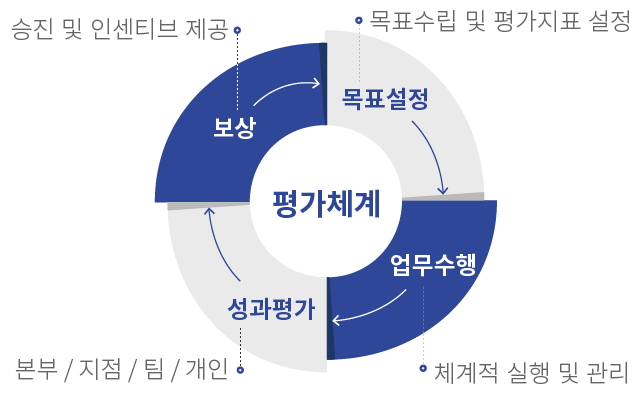 승진 및 인센티브 제공
목표수립 및 평가지표 설정
목표설정
보상
평가체계
업무수행
성과평가
본부 / 지점 / 팀 / 개인
체계적 실행 및 관리